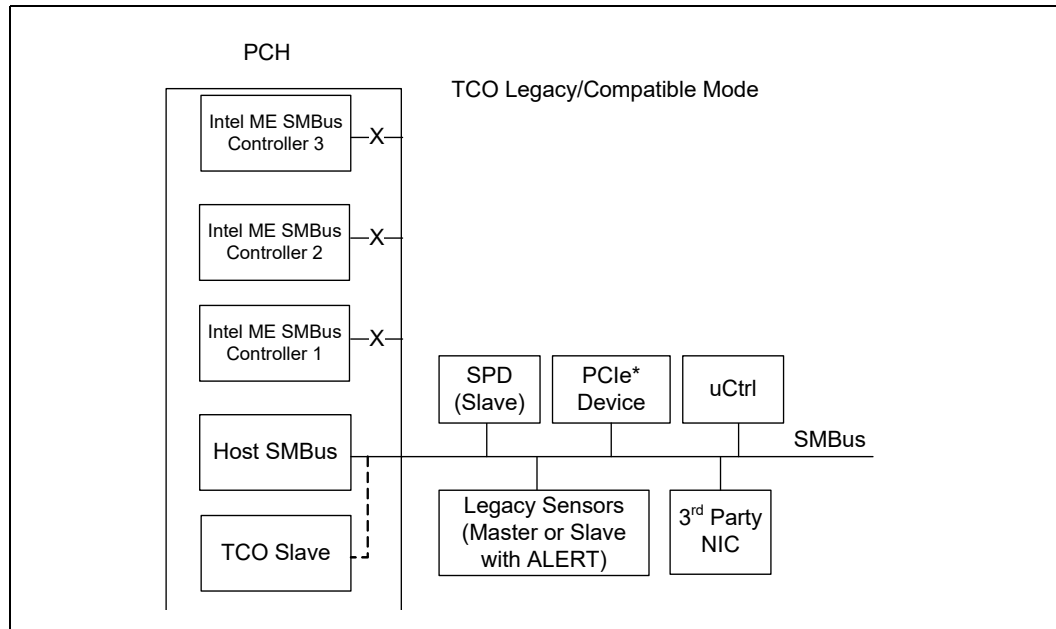 PCH
TCO Legacy/Compatible Mode
Intel ME SMBus
Controller 3
X
Intel ME SMBus
Controller 2
X
Intel ME SMBus
Controller 1
X
SPD
(Slave)
PCIe*
Device
uCtrl
Host SMBus
SMBus
Legacy Sensors
(Master or Slave
with ALERT)
3rd Party
NIC
TCO Slave